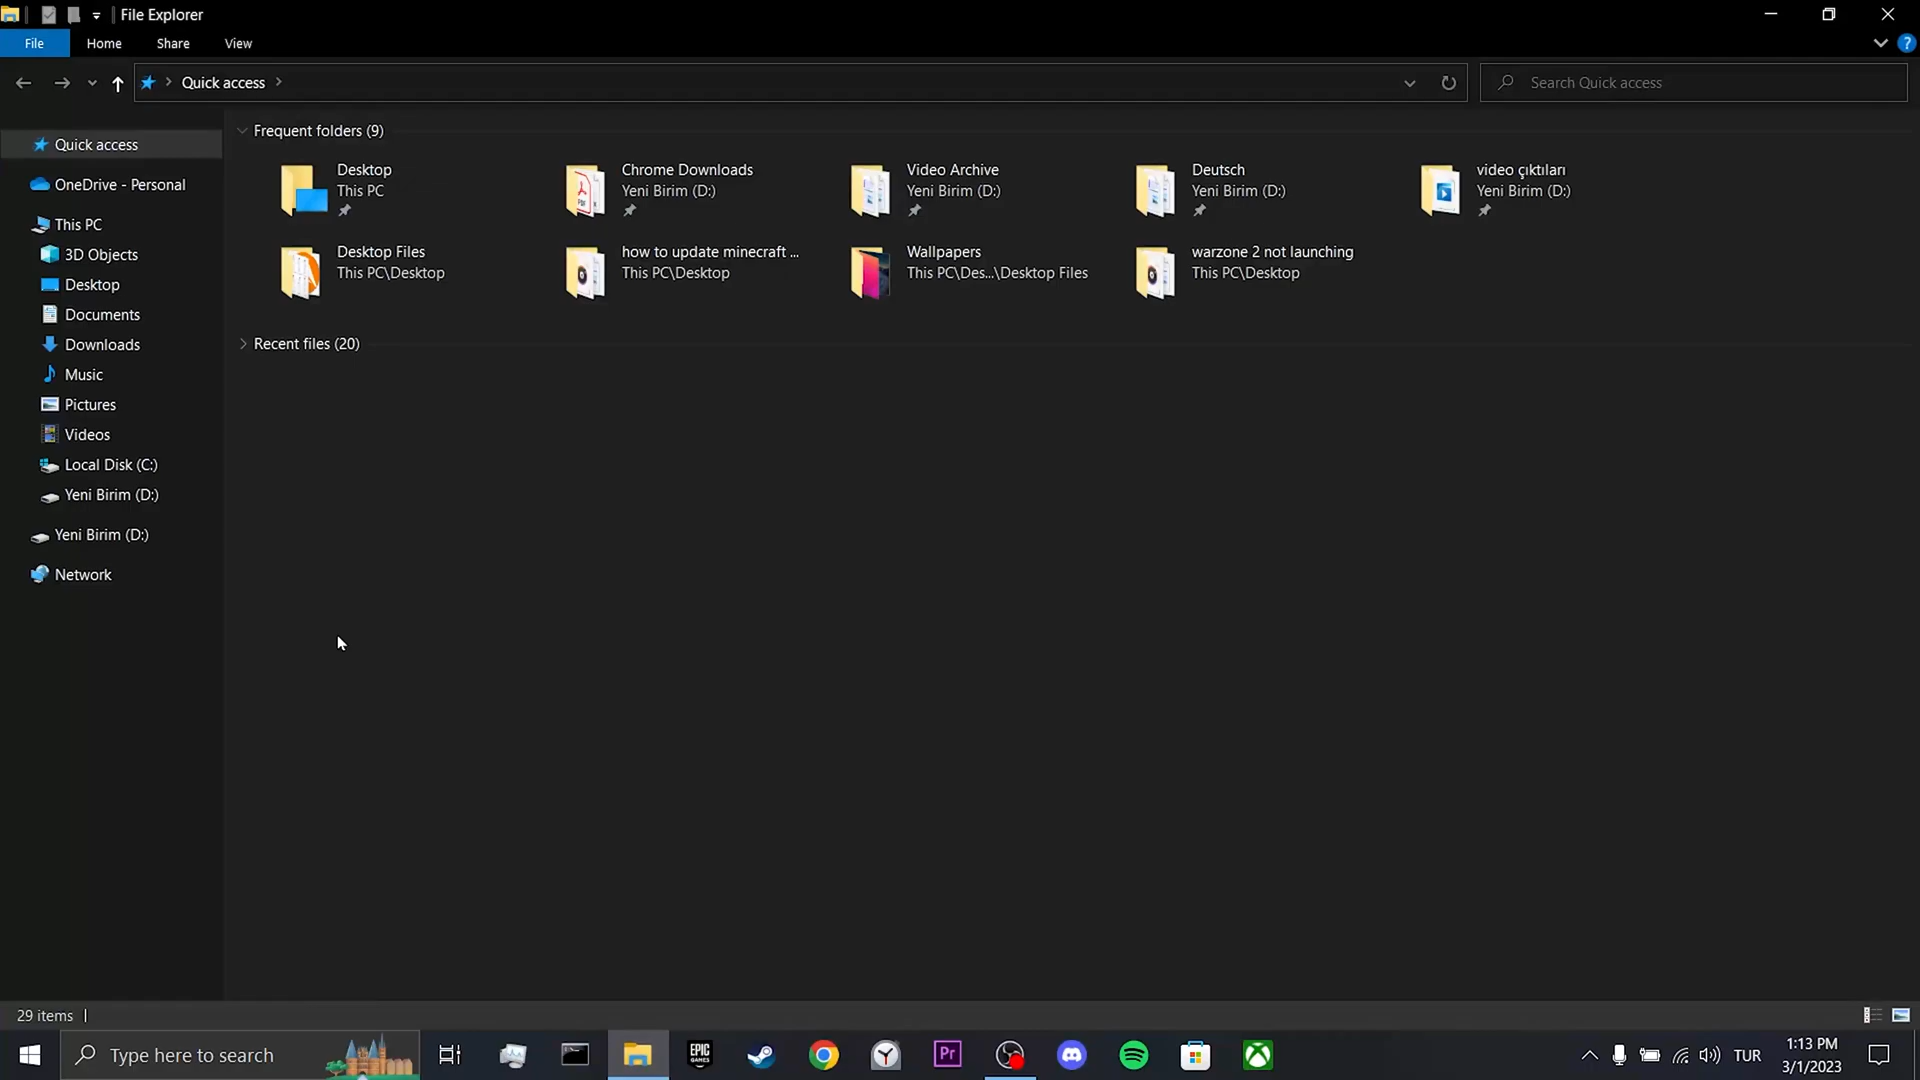 File Explorer
File Home Share View
Quick access
Search Quick access
Quick access
OneDrive - Personal
This PC
3D Objects
Desktop
Documents
Downloads
Music
Pictures
Videos
Local Disk (C:)
Yeni Birim (D:)
Yeni Birim (D:)
Network
Frequent folders (9)
Desktop
This PC
Chrome Downloads
Yeni Birim (D:)
Video Archive
Yeni Birim (D:)
Deutsch
Yeni Birim (D:)
video çıktıları
Yeni Birim (D:)
Desktop Files
This PC\Desktop
how to update minecraft ...
This PC\Desktop
Wallpapers
This PC\Des...\Desktop Files
warzone 2 not launching
This PC\Desktop
Recent files (20)
29 items
Type here to search
EPIC GAMES
Pr
TUR
1:13 PM
3/1/2023